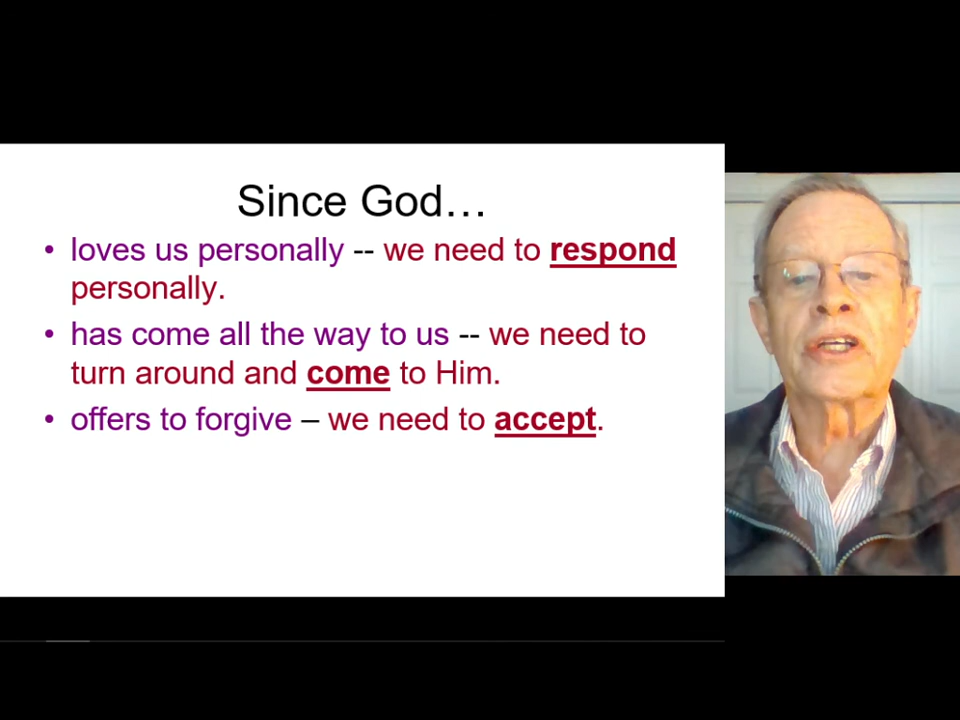 Since God…
• loves us personally -- we need to respond
personally.
• has come all the way to us -- we need to
turn around and come to Him.
• offers to forgive – we need to accept.